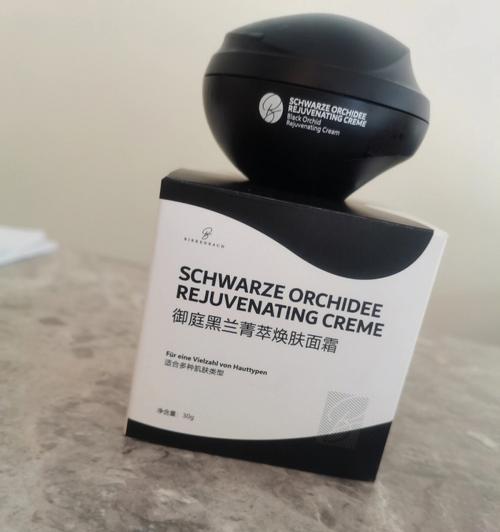 SCHWARZE ORCHIDEE
REJUVENATING CREME
Black Orchid
Rejuvenating Cream
BIRKENBACH
SCHWARZE ORCHIDEE
REJUVENATING CREME
御庭黑兰菁萃焕肤面霜
Für eine Vielzahl von Hauttypen
适合多种肌肤类型
净含量: 30g